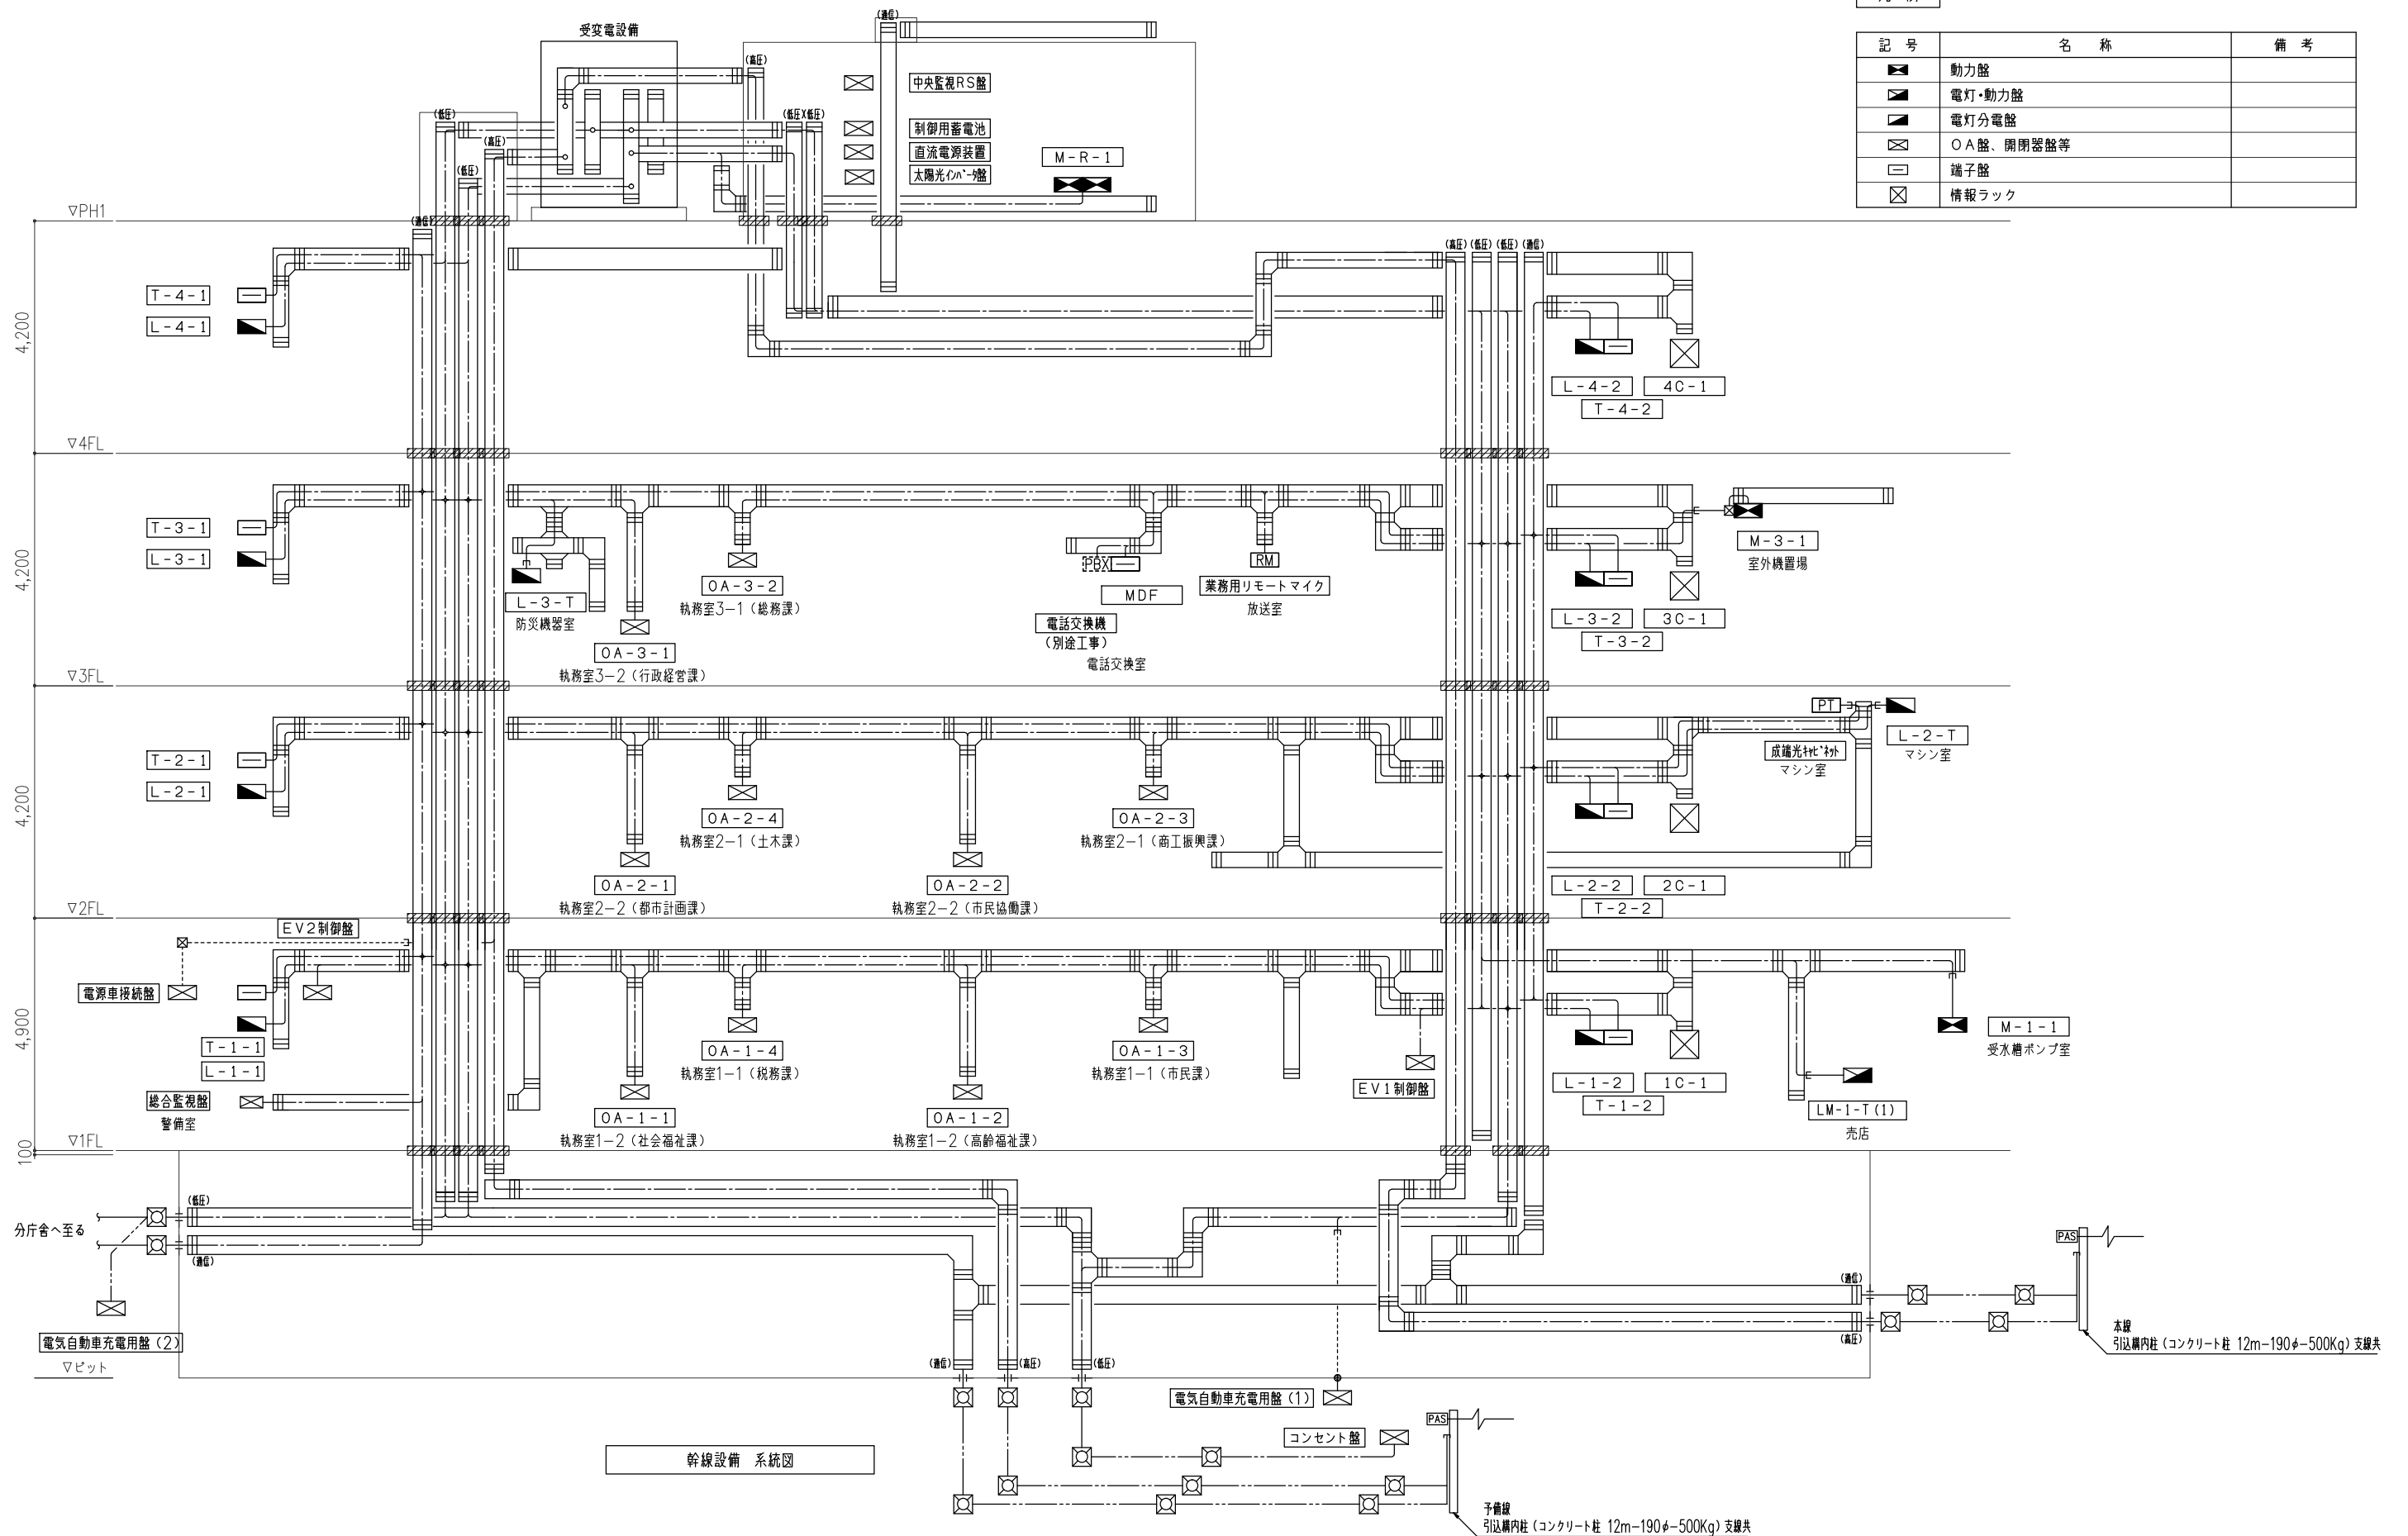 受変電設備
(通信)
(高圧)
(低圧)
(低圧)(低圧)
(高圧)
(低圧)
(通信)
中央監視RS盤
制御用蓄電池
直流電源装置
太陽光インバータ盤
M-R-1
記 号 名 称 備 考
動力盤
電灯・動力盤
電灯分電盤
OA盤、開閉器盤等
端子盤
情報ラック
▽PH1
4,200
T-4-1
L-4-1
(高圧)(低圧)(低圧)(通信)
L-4-2 4C-1
T-4-2
▽4FL
4,200
T-3-1
L-3-1
L-3-T
防災機器室
OA-3-1
執務室3-2(行政経営課)
OA-3-2
執務室3-1(総務課)
PBX
MDF
電話交換機
(別途工事)
電話交換室
RM
業務用リモートマイク
放送室
L-3-2 3C-1
T-3-2
M-3-1
室外機置場
▽3FL
4,200
T-2-1
L-2-1
OA-2-1
執務室2-2(都市計画課)
OA-2-4
執務室2-1(土木課)
OA-2-2
執務室2-2(市民協働課)
OA-2-3
執務室2-1(商工振興課)
L-2-2 2C-1
T-2-2
PT
成端光キャビネット
マシン室
L-2-T
マシン室
▽2FL
4,900
EV2制御盤
電源車接続盤
T-1-1
L-1-1
総合監視盤
警備室
OA-1-1
執務室1-2(社会福祉課)
OA-1-4
執務室1-1(税務課)
OA-1-2
執務室1-2(高齢福祉課)
OA-1-3
執務室1-1(市民課)
EV1制御盤
L-1-2 1C-1
T-1-2
LM-1-T(1)
売店
M-1-1
受水槽ポンプ室
▽1FL
100
(低圧)
分庁舎へ至る
(通信)
電気自動車充電用盤(2)
▽ピット
(通信)
(高圧)
(低圧)
電気自動車充電用盤(1)
コンセント盤
PAS
予備線
引込構内柱(コンクリート柱 12m-190φ-500Kg)支線共
(通信)
(高圧)
PAS
本線
引込構内柱(コンクリート柱 12m-190φ-500Kg)支線共
幹線設備 系統図